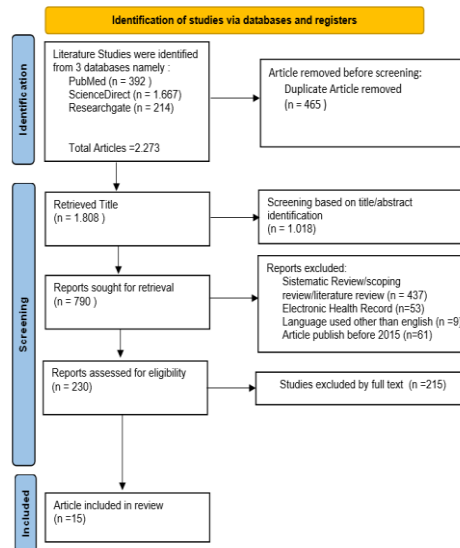 Identification of studies via databases and registers
Identification
Literature Studies were identified
from 3 databases namely :
PubMed (n = 392 )
ScienceDirect (n = 1.667)
Researchgate (n = 214)
Total Articles =2.273
Article removed before screening:
Duplicate Article removed
(n = 465 )
Screening
Retrieved Title
(n = 1.808 )
Screening based on title/abstract
identification
(n = 1.018)
Reports sought for retrieval
(n = 790 )
Reports excluded:
Sistematic Review/scoping
review/literature review (n = 437)
Electronic Health Record (n=53)
Language used other than english (n =9)
Article publish before 2015 (n=61)
Reports assessed for eligibility
(n = 230)
Studies excluded by full text (n =215)
Included
Article included in review
(n =15)